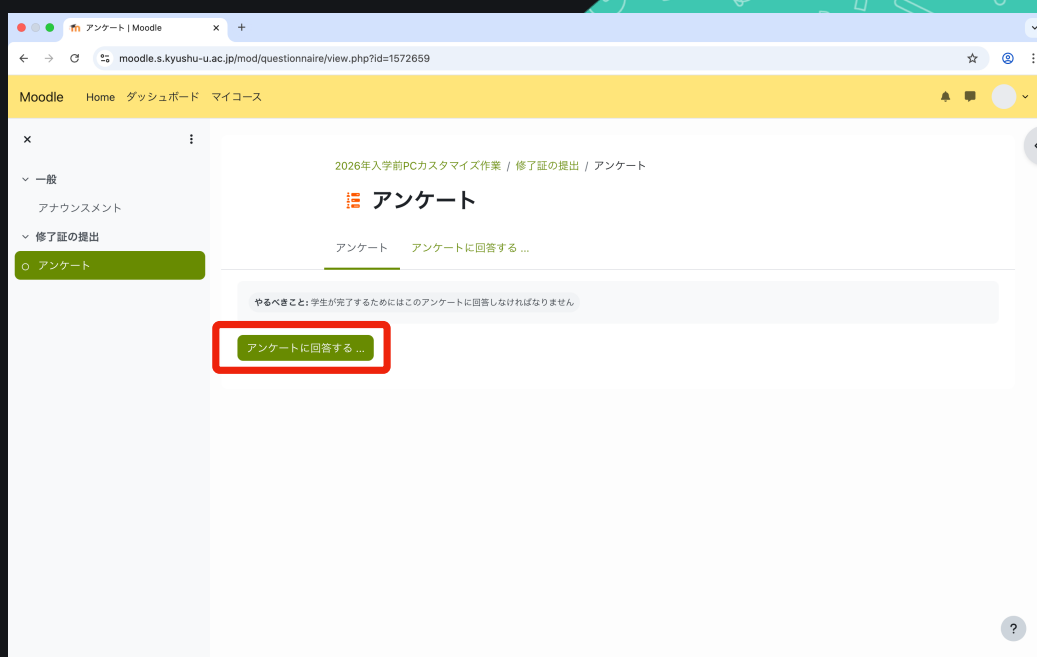 アンケート | Moodle
moodle.s.kyushu-u.ac.jp/mod/questionnaire/view.php?id=1572659
Moodle Home ダッシュボード マイコース
一般
アナウンスメント
修了証の提出
アンケート
2026年入学前PCカスタマイズ作業 / 修了証の提出 / アンケート
アンケート
アンケート アンケートに回答する ...
やるべきこと: 学生が完了するためにはこのアンケートに回答しなければなりません
アンケートに回答する ...
?